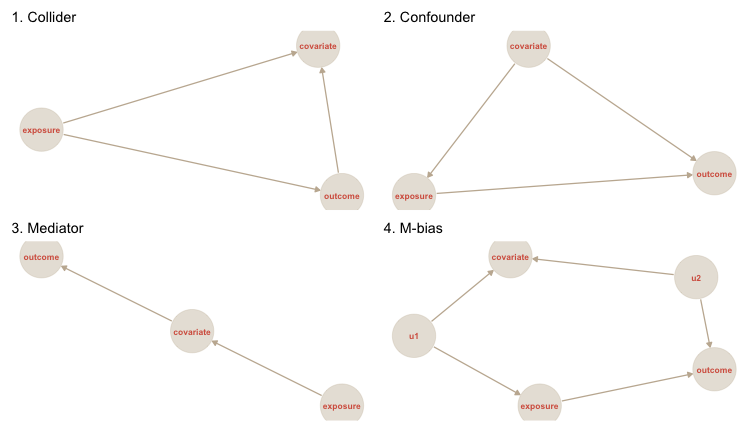 1. Collider
covariate
exposure
outcome
2. Confounder
covariate
outcome
exposure
3. Mediator
outcome
covariate
exposure
4. M-bias
covariate
u2
u1
outcome
exposure